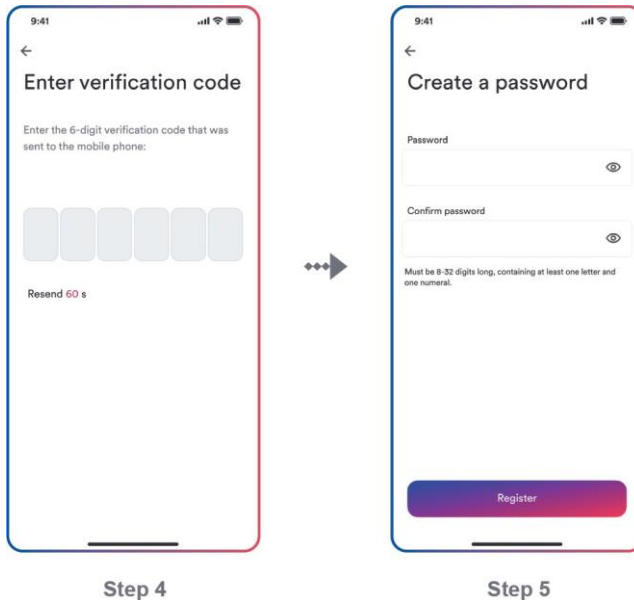 9:41
Enter verification code
Enter the 6-digit verification code that was
sent to the mobile phone:
Resend 60 s
Step 4
9:41
Create a password
Password
Confirm password
Must be 8-32 digits long, containing at least one letter and
one numeral.
Register
Step 5